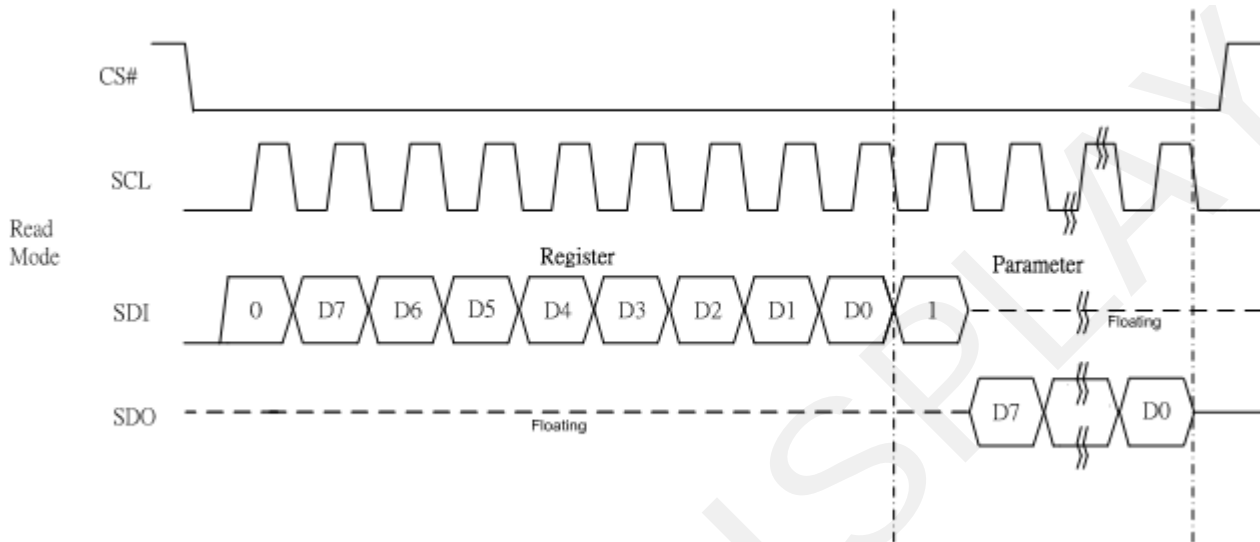 CS#
SCL
Read
Mode
Register
Parameter
SDI
0 D7 D6 D5 D4 D3 D2 D1 D0 1
Floating
SDO
Floating
D7 D0